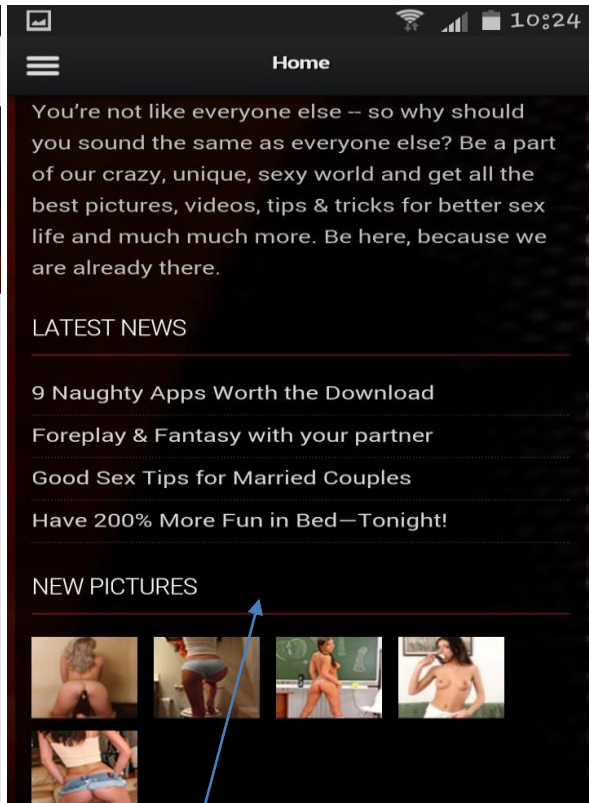 10:24
Home
You're not like everyone else -- so why should
you sound the same as everyone else? Be a part
of our crazy, unique, sexy world and get all the
best pictures, videos, tips & tricks for better sex
life and much much more. Be here, because we
are already there.
LATEST NEWS
9 Naughty Apps Worth the Download
Foreplay & Fantasy with your partner
Good Sex Tips for Married Couples
Have 200% More Fun in Bed—Tonight!
NEW PICTURES